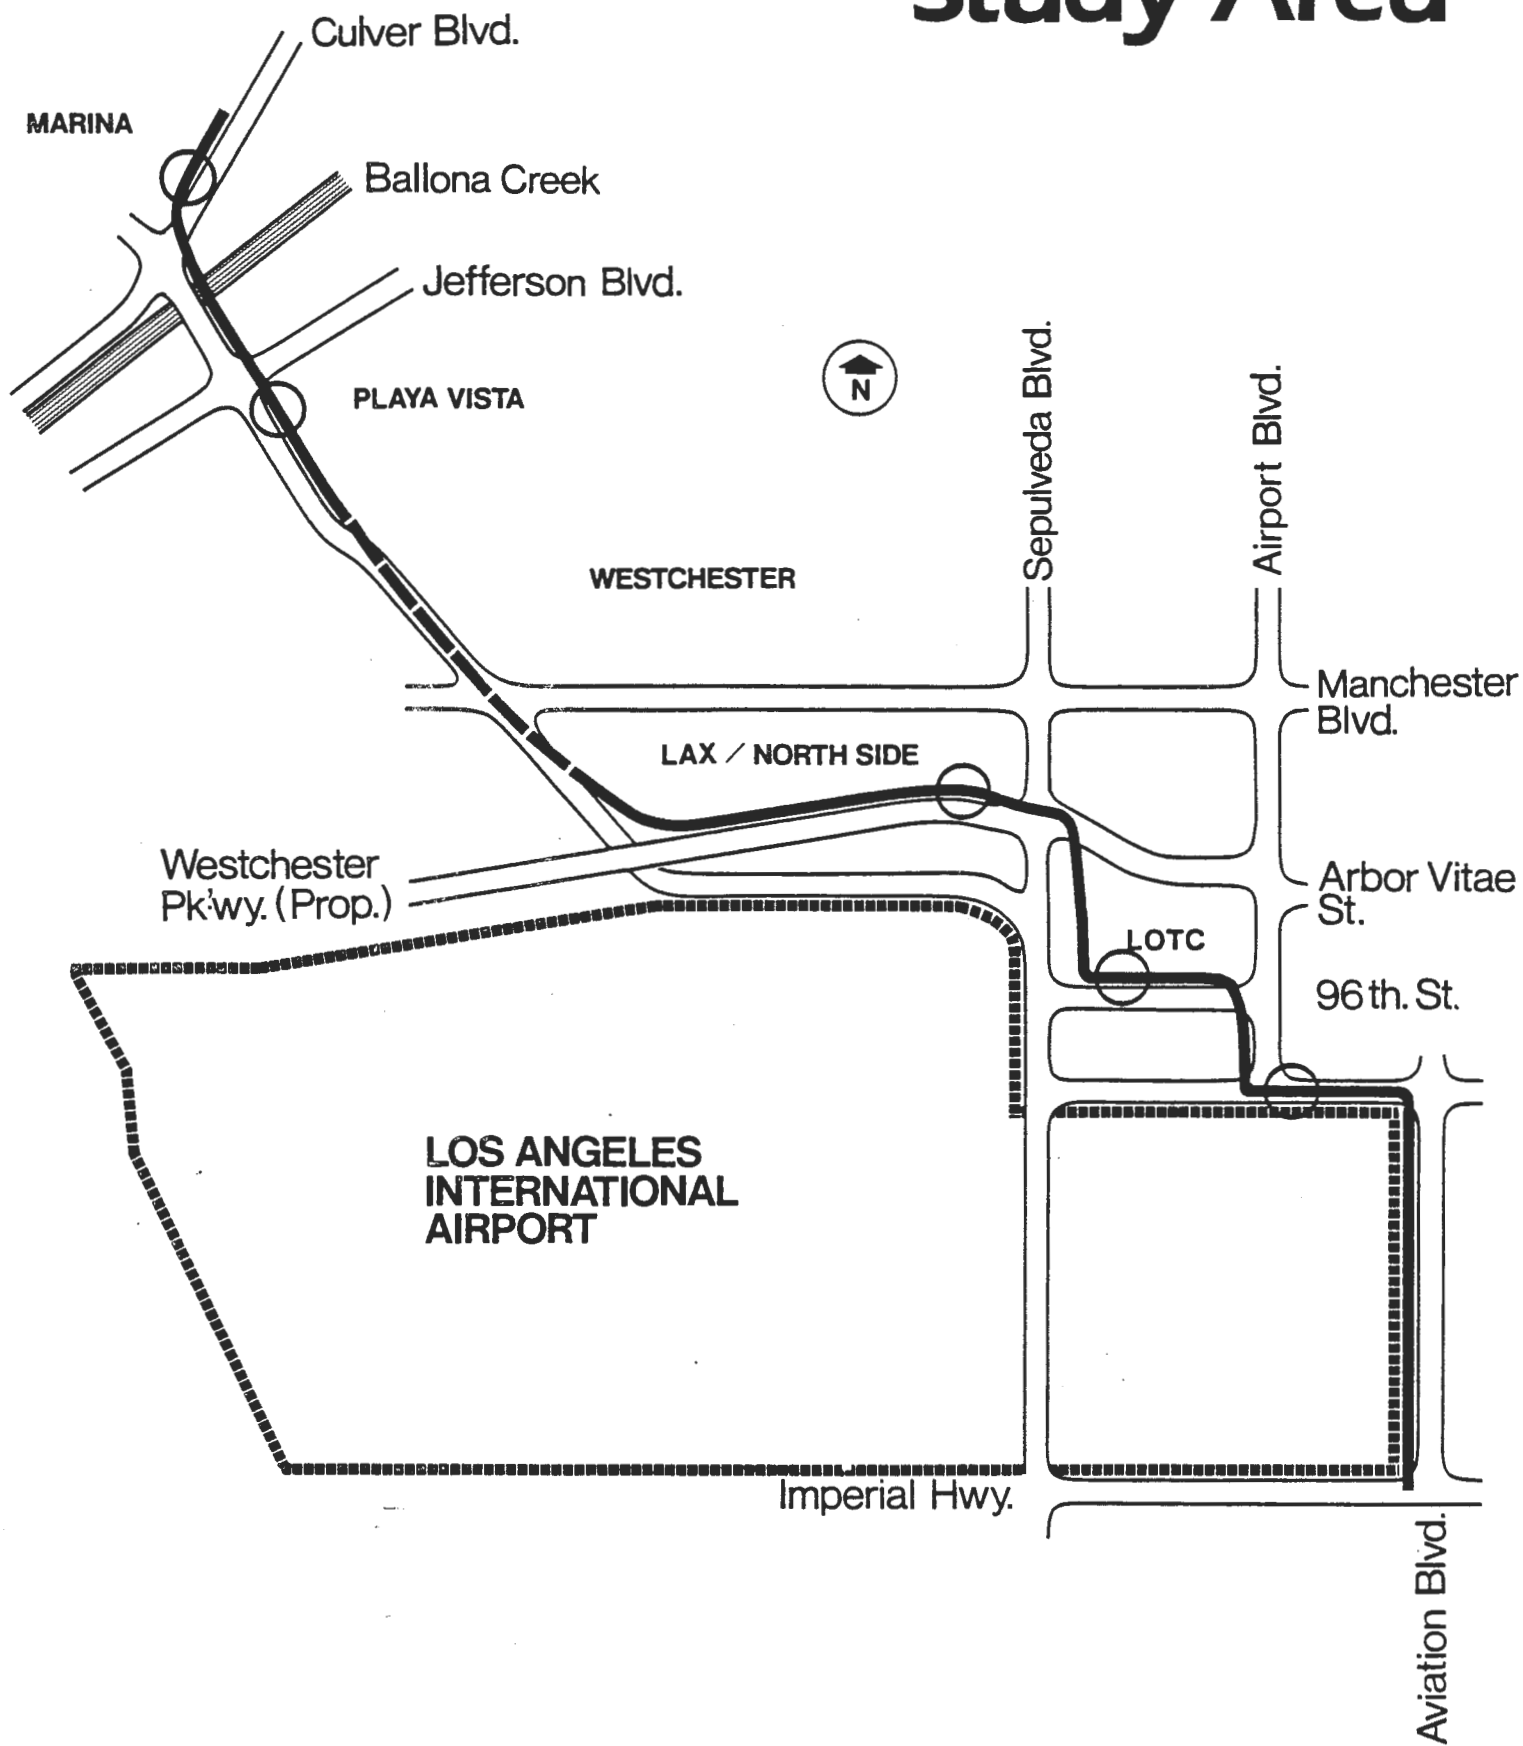 Study Area
Culver Blvd.
MARINA
Ballona Creek
Jefferson Blvd.
PLAYA VISTA
N
Sepulveda Blvd.
Airport Blvd.
WESTCHESTER
Manchester
Blvd.
LAX / NORTH SIDE
Westchester
Pk'wy. (Prop.)
Arbor Vitae
St.
LOTC
96th. St.
LOS ANGELES
INTERNATIONAL
AIRPORT
Imperial Hwy.
Aviation Blvd.